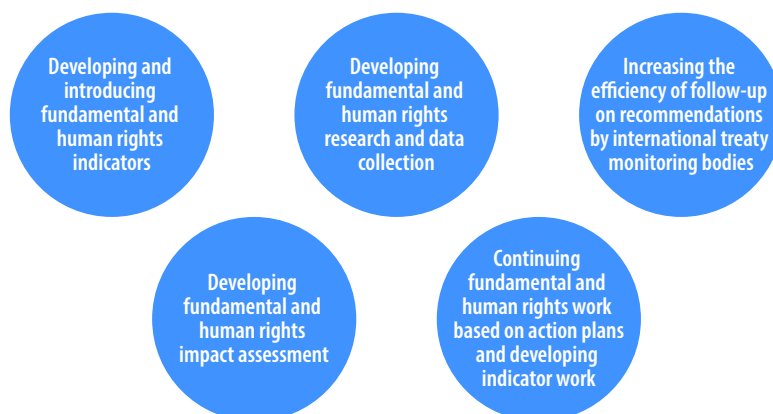 Developing and
introducing
fundamental and
human rights
indicators
Developing
fundamental and
human rights
research and data
collection
Increasing the
efficiency of follow-up
on recommendations
by international treaty
monitoring bodies
Developing
fundamental and
human rights
impact assessment
Continuing
fundamental and
human rights work
based on action plans
and developing
indicator work